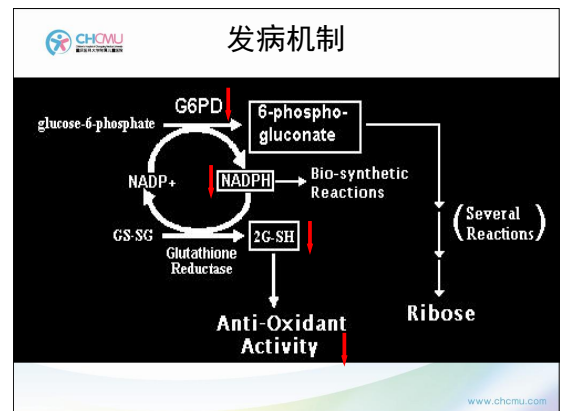 CHCMU
发病机制
G6PD
glucose-6-phosphate
6-phospho-
gluconate
NADP+
NADPH
Bio-synthetic
Reactions
(Several
Reactions)
GS-SG
2G-SH
Glutathione
Reductase
Anti-Oxidant
Activity
Ribose
www.chcmu.com